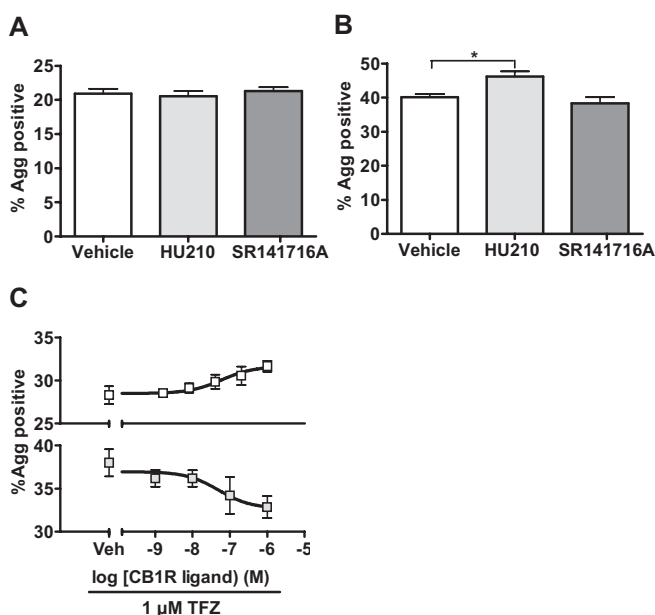 A
% Agg positive
25
20
15
10
5
0
Vehicle HU210 SR141716A
B
*
% Agg positive
50
40
30
20
10
0
Vehicle HU210 SR141716A
C
%Agg positive
35
30
25
40
35
30
Veh -9 -8 -7 -6 -5
log [CB1R ligand) (M)
1 µM TFZ